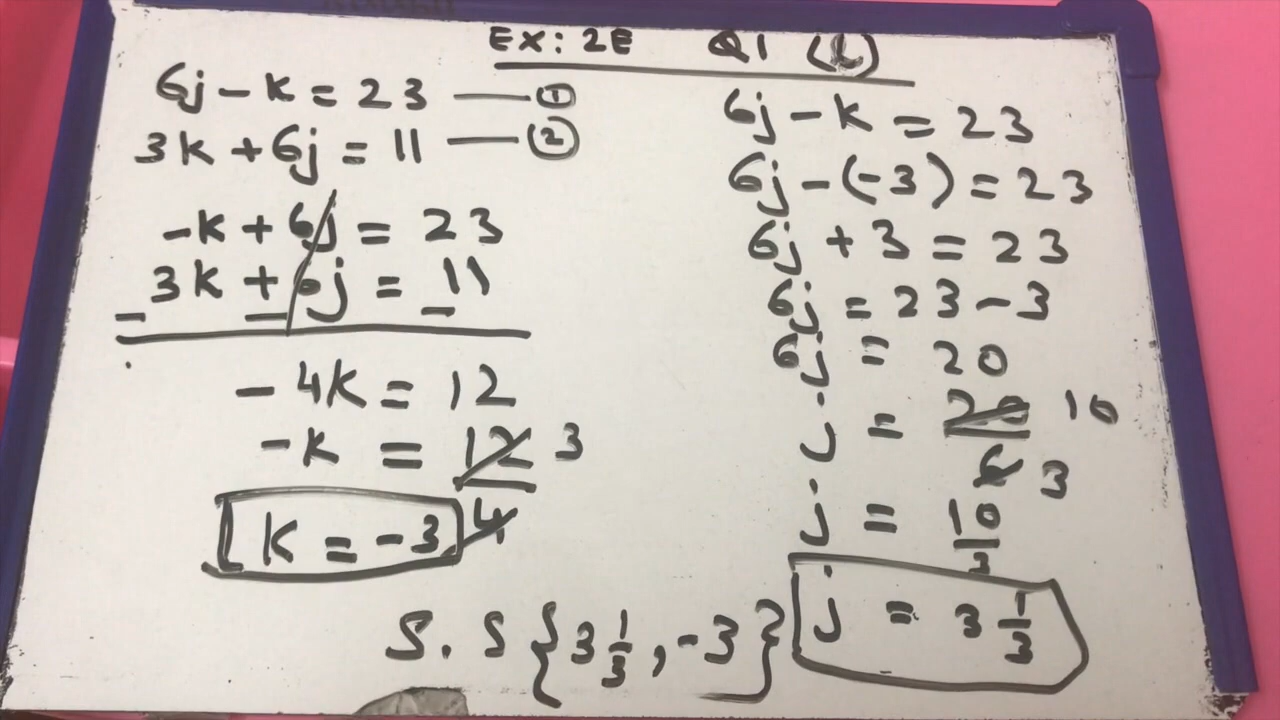 EX: 2E Q1 (L)
6j - k = 23 —— ①
3k + 6j = 11 —— ②
-k + 6j = 23
3k + 6j = 11
- - -
-4k = 12
-k = 12/4 3
k = -3
6j - k = 23
6j - (-3) = 23
6j + 3 = 23
6j = 23 - 3
6j = 20
j = 20/6 10 3
j = 10/3
j = 3 1/3
S. S {3 1/3, -3}